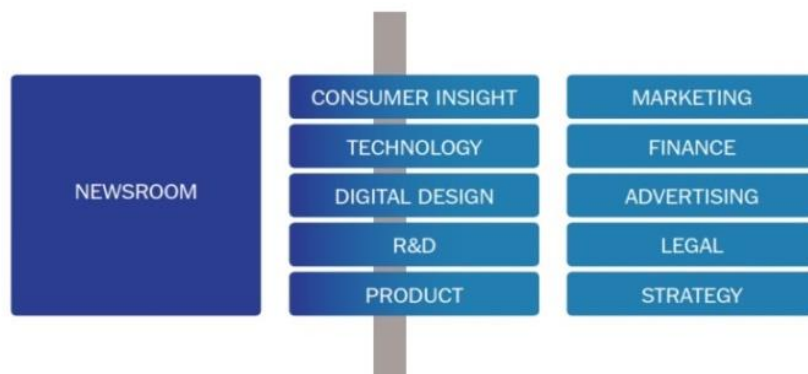 NEWSROOM
CONSUMER INSIGHT
TECHNOLOGY
DIGITAL DESIGN
R&D
PRODUCT
MARKETING
FINANCE
ADVERTISING
LEGAL
STRATEGY